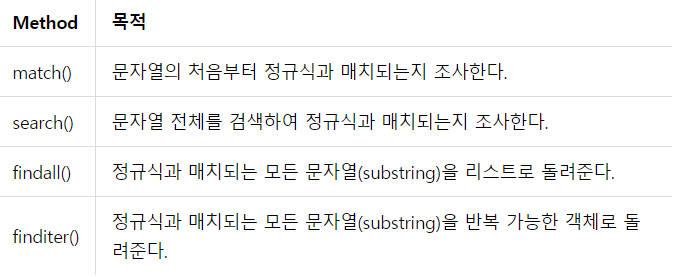 Method 목적
match() 문자열의 처음부터 정규식과 매치되는지 조사한다.
search() 문자열 전체를 검색하여 정규식과 매치되는지 조사한다.
findall() 정규식과 매치되는 모든 문자열(substring)을 리스트로 돌려준다.
finditer() 정규식과 매치되는 모든 문자열(substring)을 반복 가능한 객체로 돌
려준다.